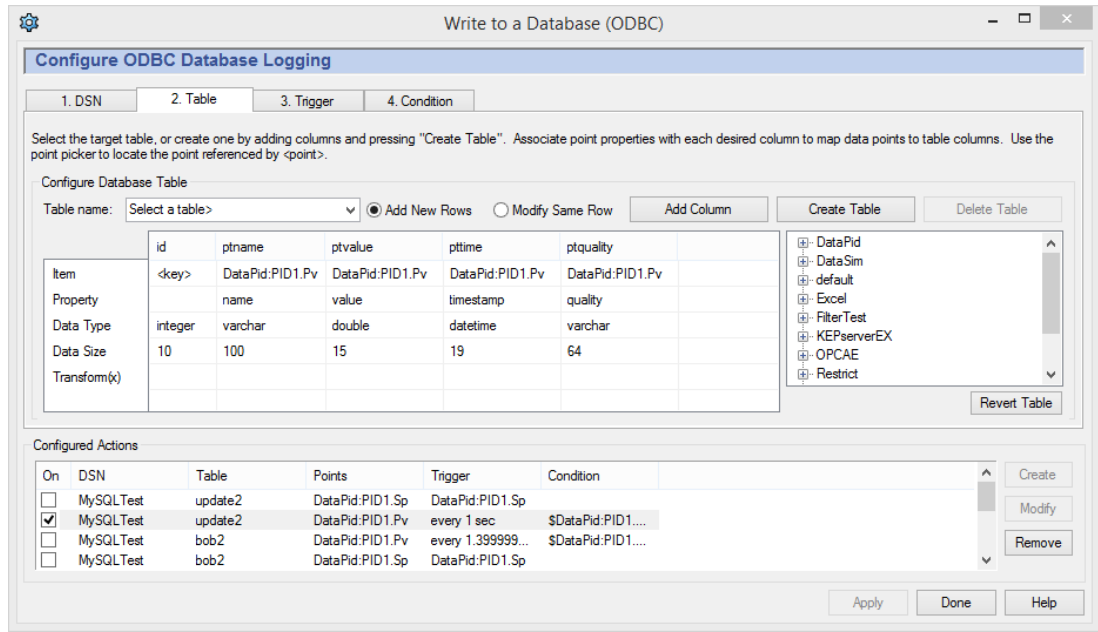 Write to a Database (ODBC)
Configure ODBC Database Logging
1. DSN 2. Table 3. Trigger 4. Condition
Select the target table, or create one by adding columns and pressing "Create Table". Associate point properties with each desired column to map data points to table columns. Use the
point picker to locate the point referenced by <point>.
Configure Database Table
Table name: Select a table> Add New Rows Modify Same Row Add Column Create Table Delete Table
id ptname ptvalue pttime ptquality
Item <key> DataPid:PID1.Pv DataPid:PID1.Pv DataPid:PID1.Pv DataPid:PID1.Pv
Property name value timestamp quality
Data Type integer varchar double datetime varchar
Data Size 10 100 15 19 64
Transform(x)
DataPid
DataSim
default
Excel
FilterTest
KEPserverEX
OPCAE
Restrict
Revert Table
Configured Actions
On DSN Table Points Trigger Condition
MySQLTest update2 DataPid:PID1.Sp DataPid:PID1.Sp
MySQLTest update2 DataPid:PID1.Pv every 1 sec $DataPid:PID1....
MySQLTest bob2 DataPid:PID1.Pv every 1.399999... $DataPid:PID1....
MySQLTest bob2 DataPid:PID1.Sp DataPid:PID1.Sp
Create
Modify
Remove
Apply Done Help